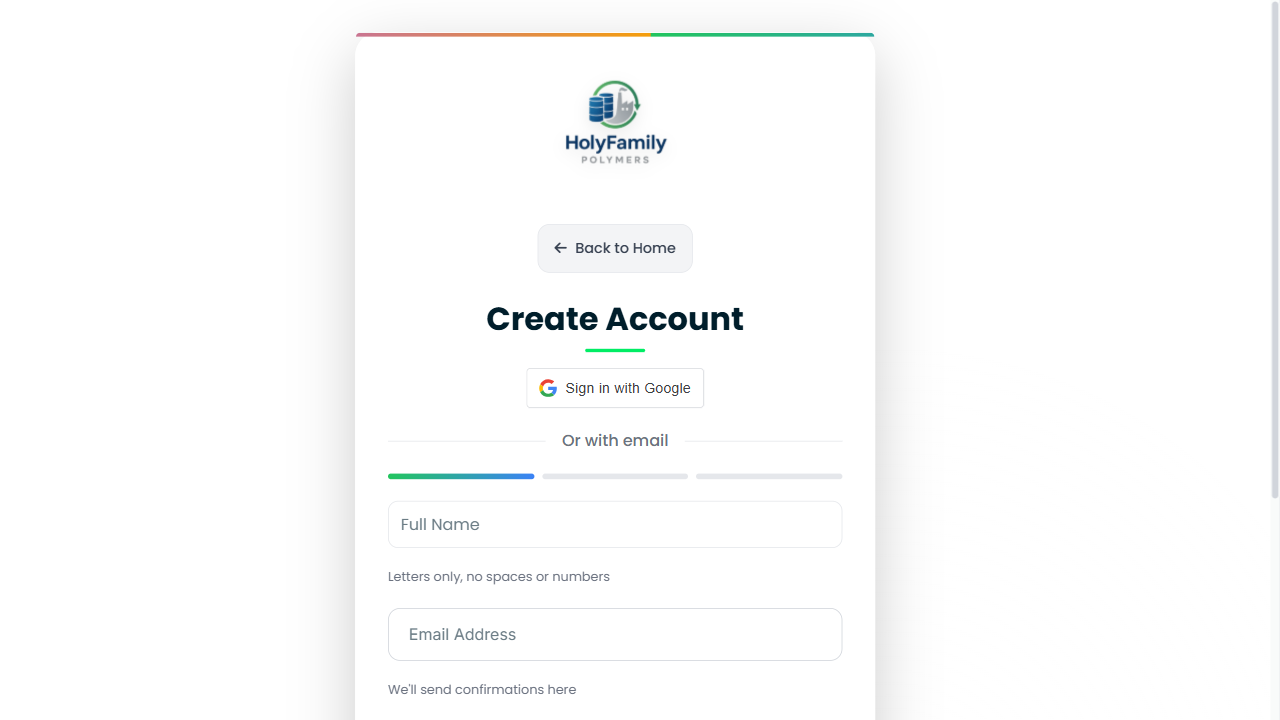 HolyFamily
POLYMERS
← Back to Home
Create Account
Sign in with Google
Or with email
Full Name
Letters only, no spaces or numbers
Email Address
We'll send confirmations here